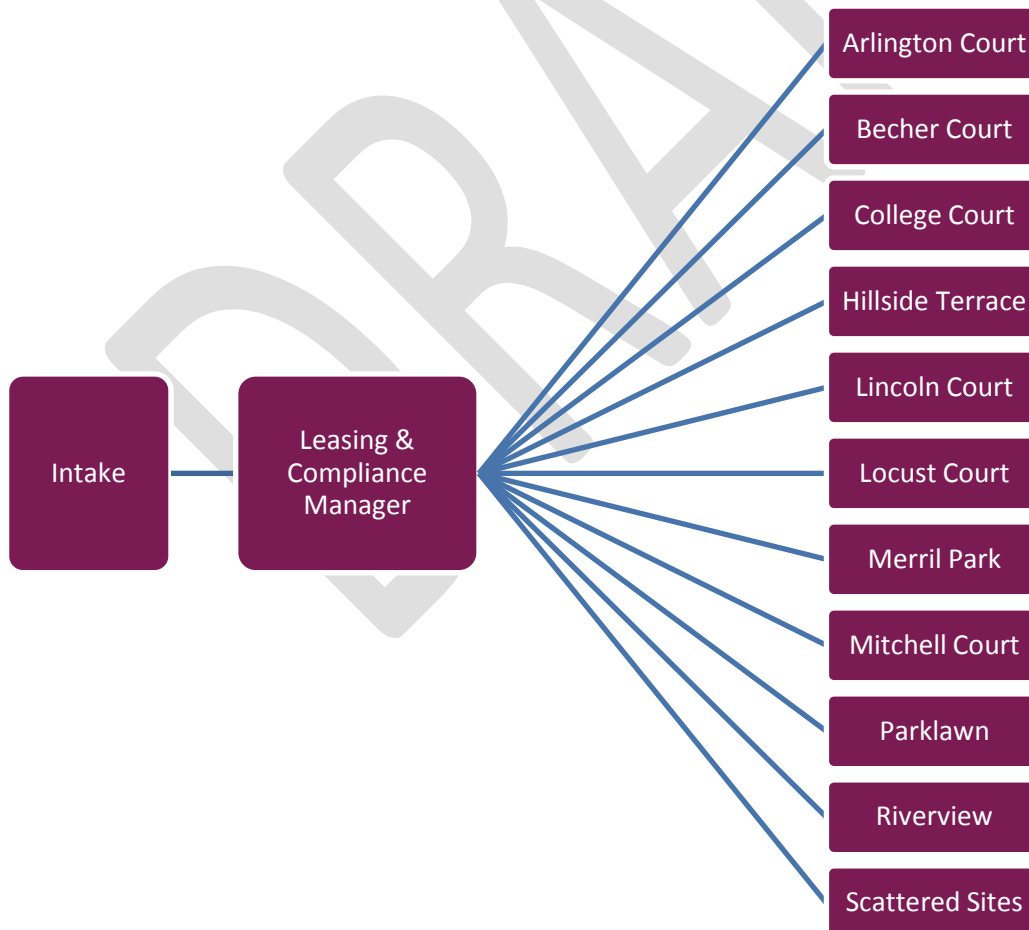 Intake
Leasing &
Compliance
Manager
Arlington Court
Becher Court
College Court
Hillside Terrace
Lincoln Court
Locust Court
Merril Park
Mitchell Court
Parklawn
Riverview
Scattered Sites